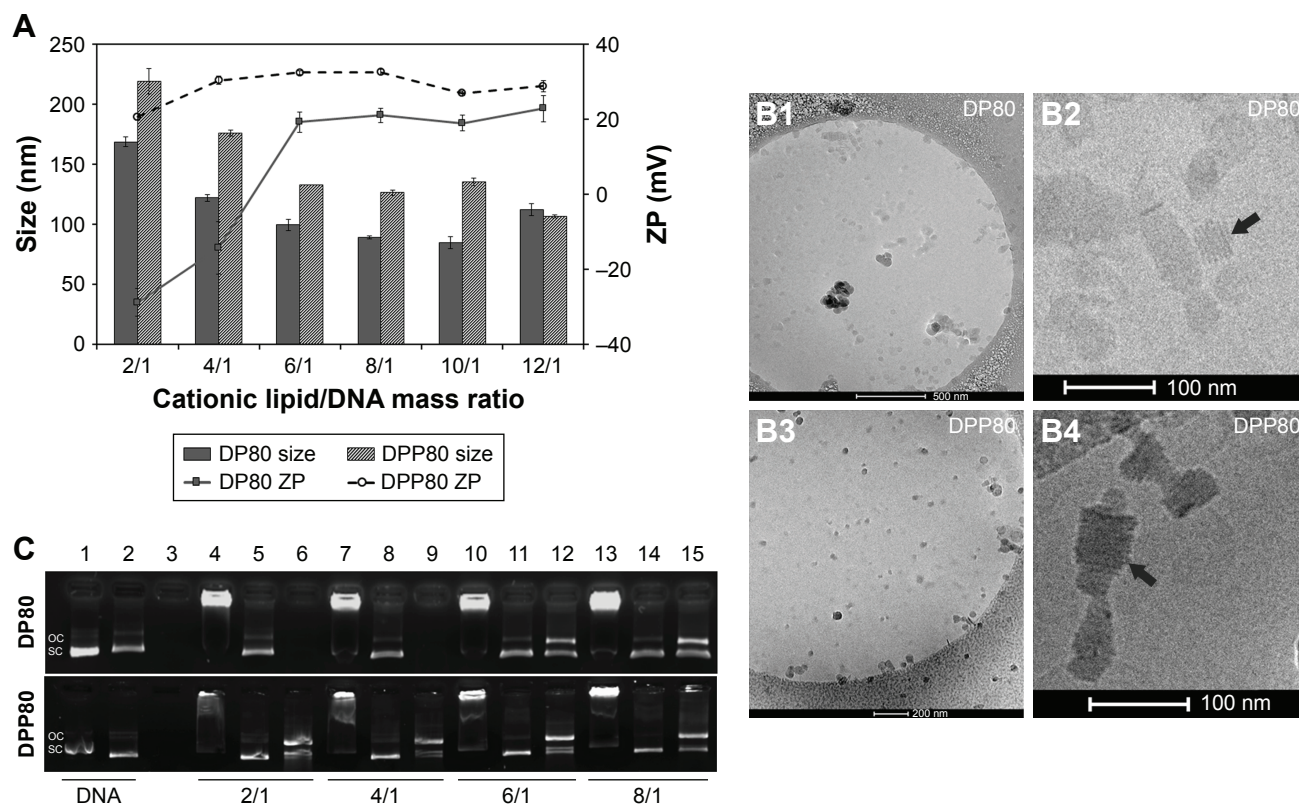 A
250
200
150
100
50
0
Size (nm)
40
20
0
–20
–40
ZP (mV)
2/1 4/1 6/1 8/1 10/1 12/1
Cationic lipid/DNA mass ratio
DP80 size DPP80 size
DP80 ZP DPP80 ZP
B1 DP80
500 nm
B2 DP80
100 nm
B3 DPP80
200 nm
B4 DPP80
100 nm
C
1 2 3 4 5 6 7 8 9 10 11 12 13 14 15
DP80
OC
SC
DPP80
OC
SC
DNA 2/1 4/1 6/1 8/1